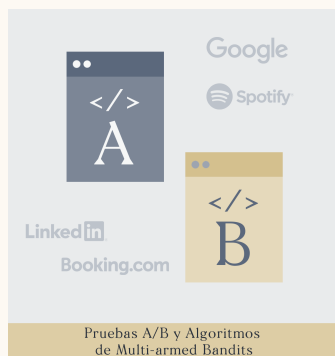 Google
</>
A
Spotify
</>
B
LinkedIn
Booking.com
Pruebas A/B y Algoritmos
de Multi-armed Bandits